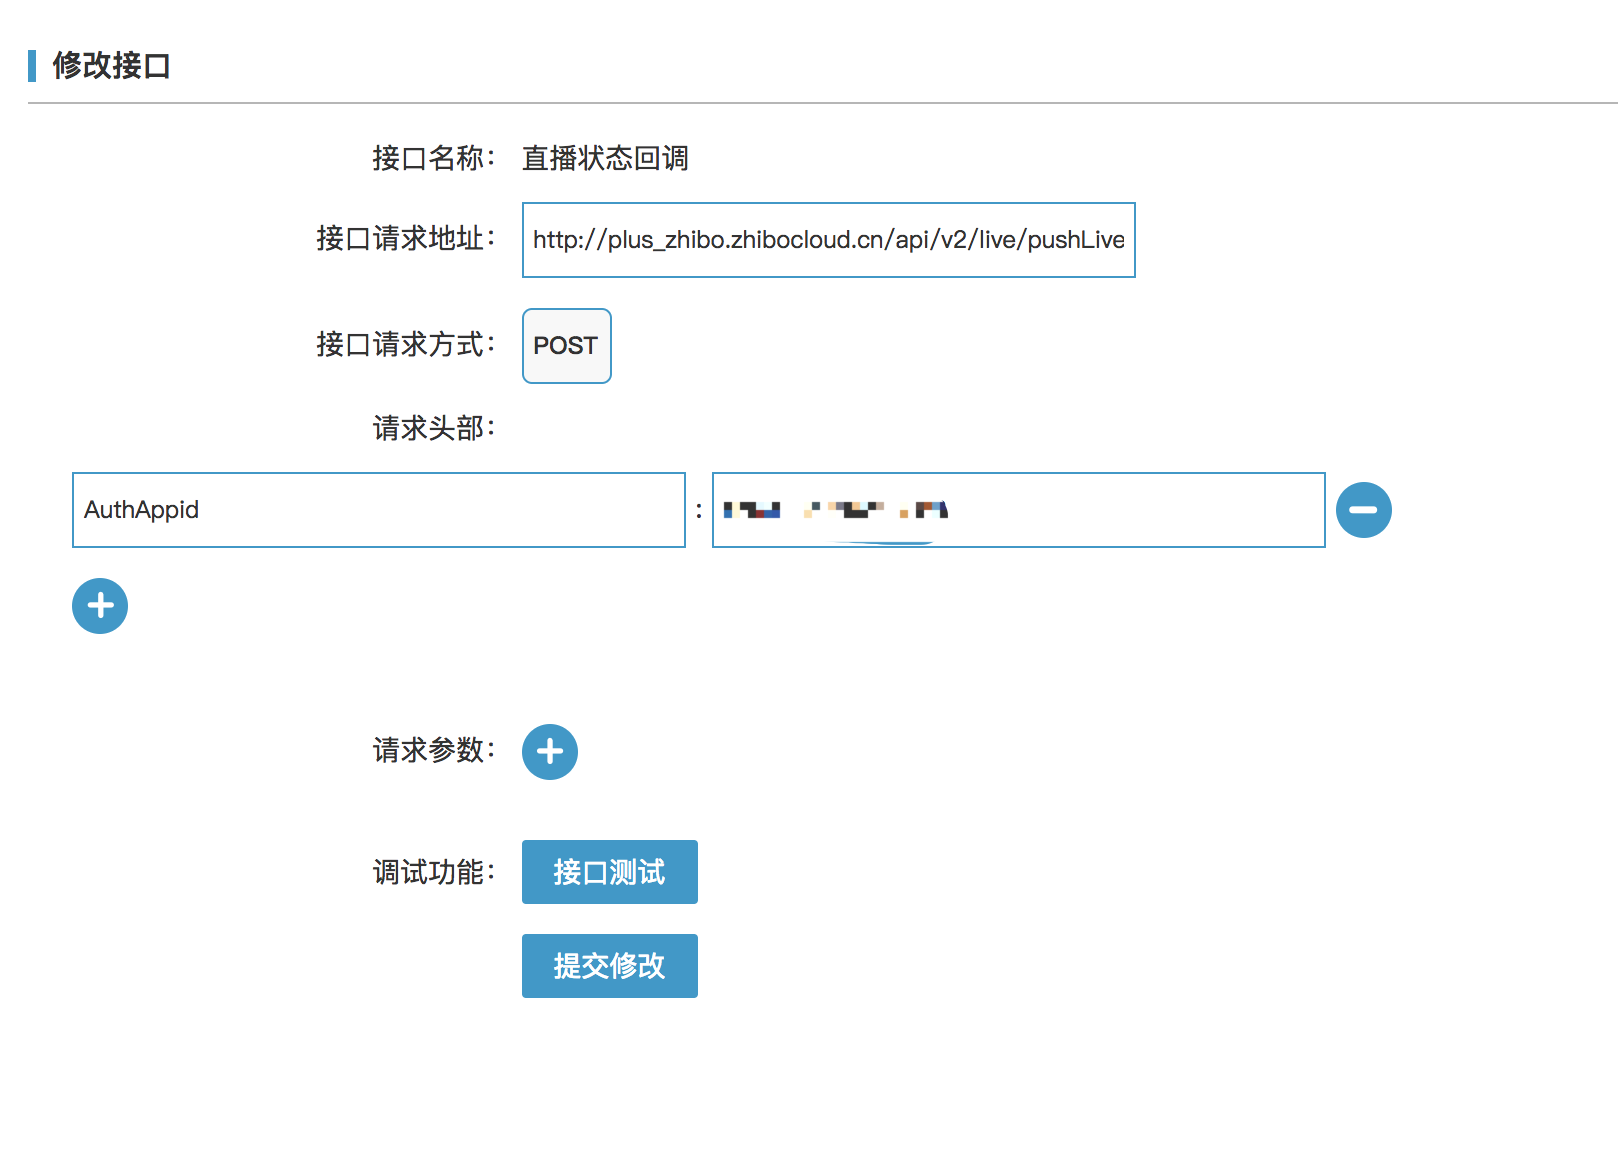 修改接口
接口名称： 直播状态回调
接口请求地址： http://plus_zhibo.zhibocloud.cn/api/v2/live/pushLive
接口请求方式： POST
请求头部：
AuthAppid :
请求参数：
调试功能： 接口测试
提交修改